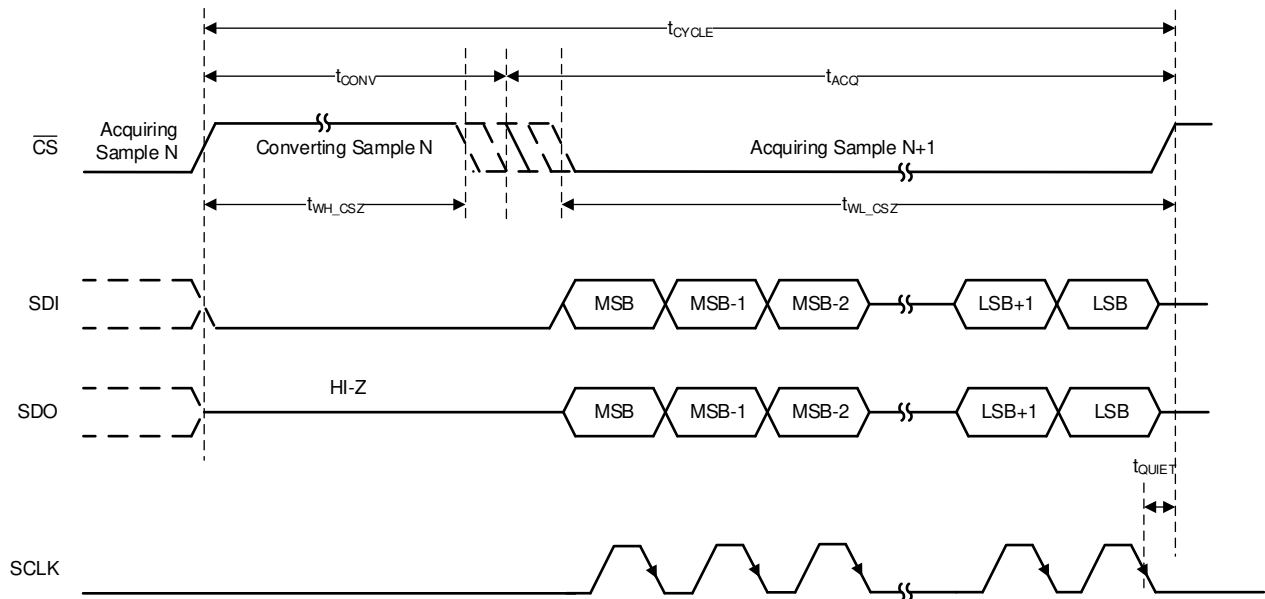 tCYCLE
tCONV
tACQ
CS
Acquiring
Sample N
Converting Sample N
Acquiring Sample N+1
tWH_CSZ
tWL_CSZ
SDI
MSB
MSB-1
MSB-2
LSB+1
LSB
HI-Z
SDO
MSB
MSB-1
MSB-2
LSB+1
LSB
tQUIET
SCLK